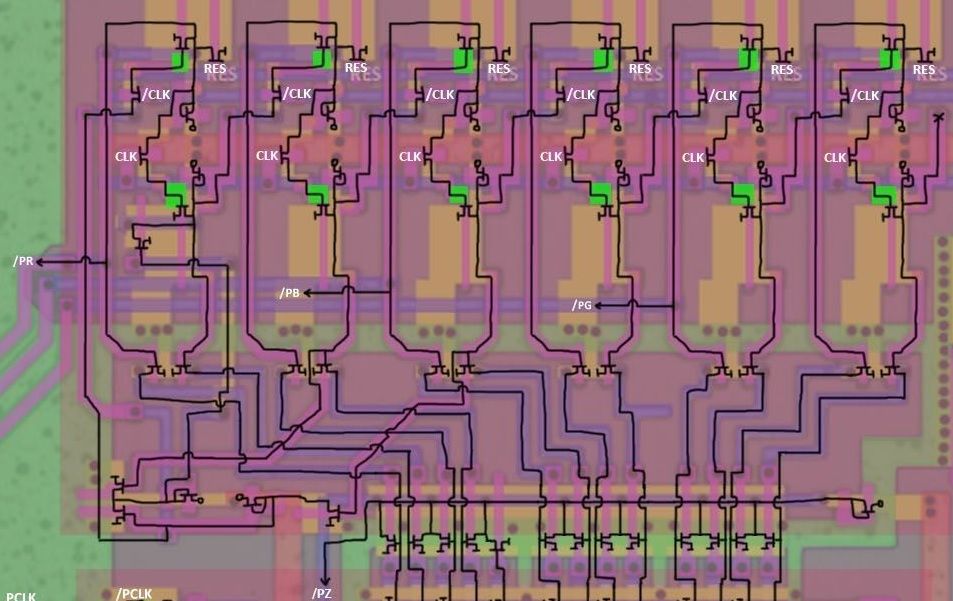 RES RES RES RES RES RES
/CLK /CLK /CLK /CLK /CLK /CLK
CLK CLK CLK CLK CLK CLK
/PR
/PB
/PG
PCLK /PCLK /PZ